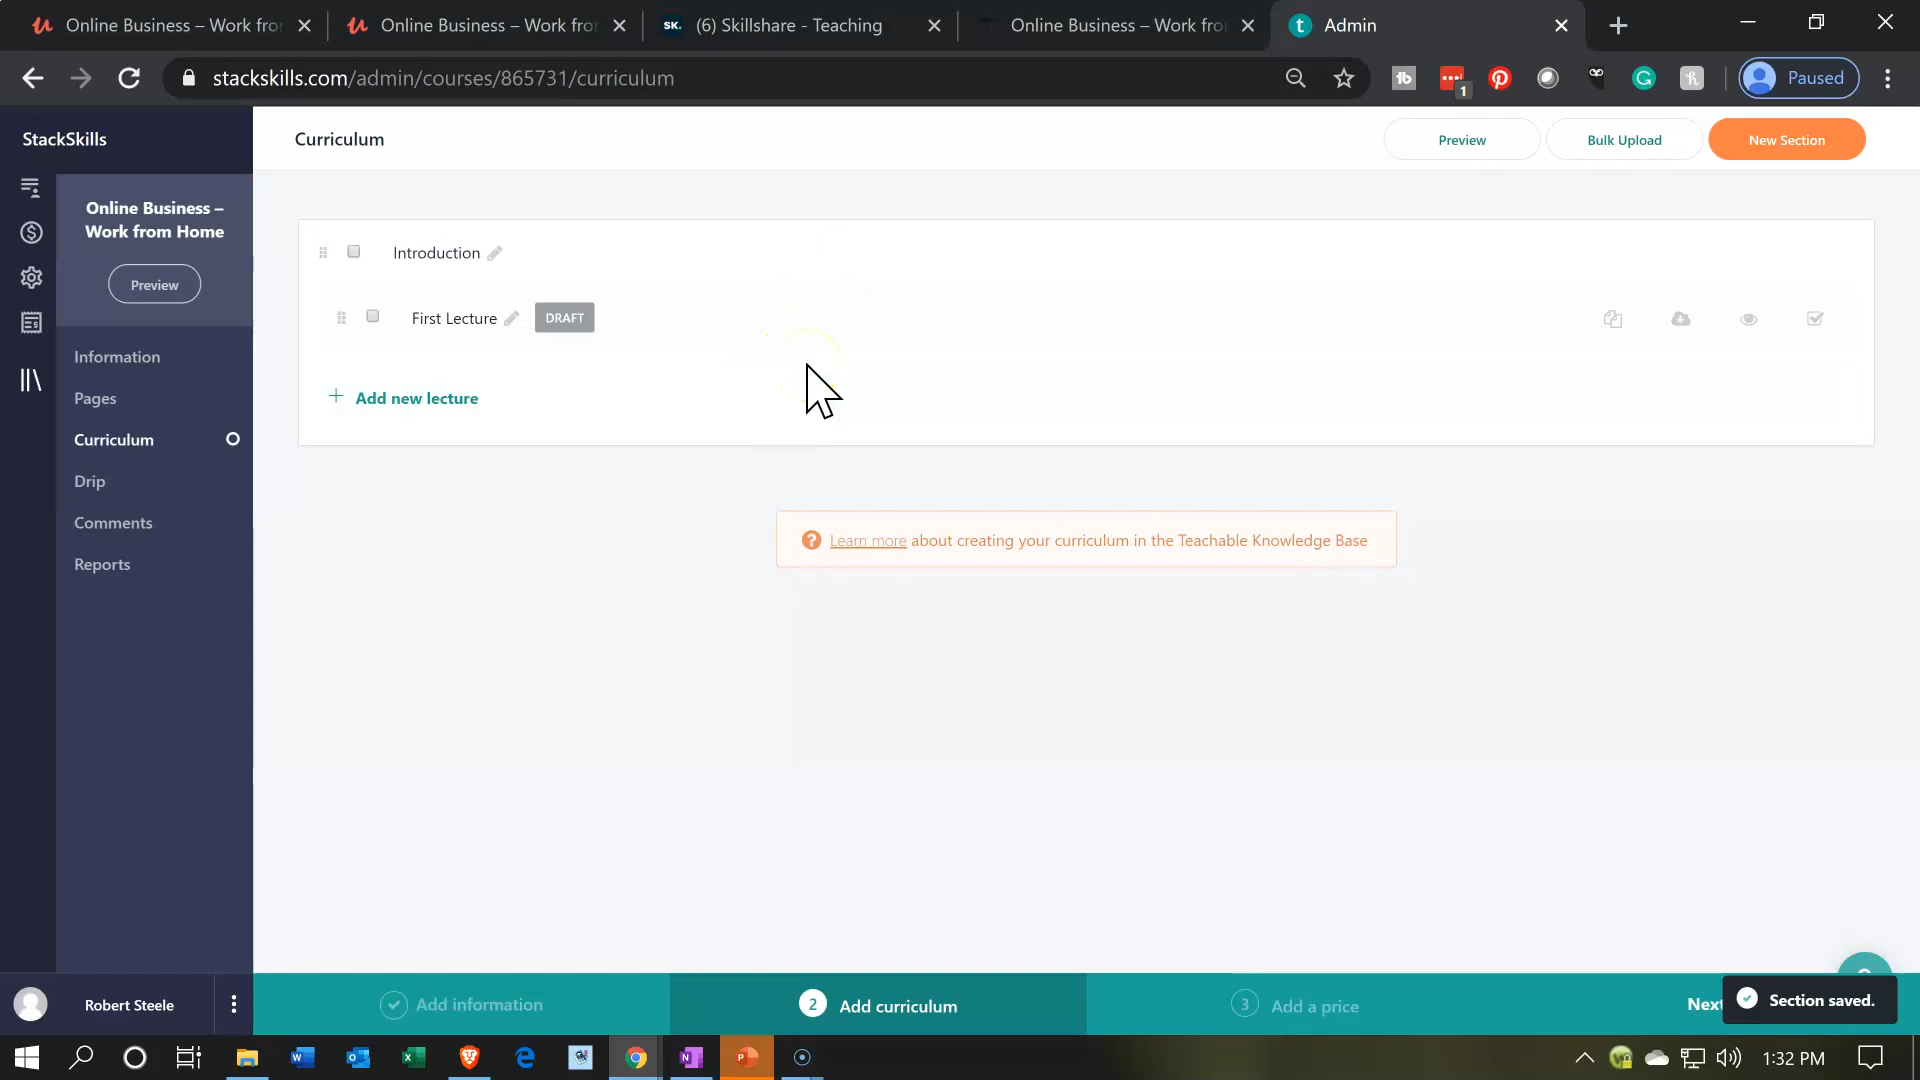 Online Business – Work fro
Online Business – Work fro
SK. (6) Skillshare - Teaching
Online Business – Work fro
t Admin
stackskills.com/admin/courses/865731/curriculum
1
Paused
StackSkills
Curriculum
Preview
Bulk Upload
New Section
Online Business –
Work from Home
Preview
Information
Pages
Curriculum
Drip
Comments
Reports
Introduction
First Lecture DRAFT
+ Add new lecture
? Learn more about creating your curriculum in the Teachable Knowledge Base
Robert Steele
Add information
2 Add curriculum
3 Add a price
Next
Section saved.
1:32 PM